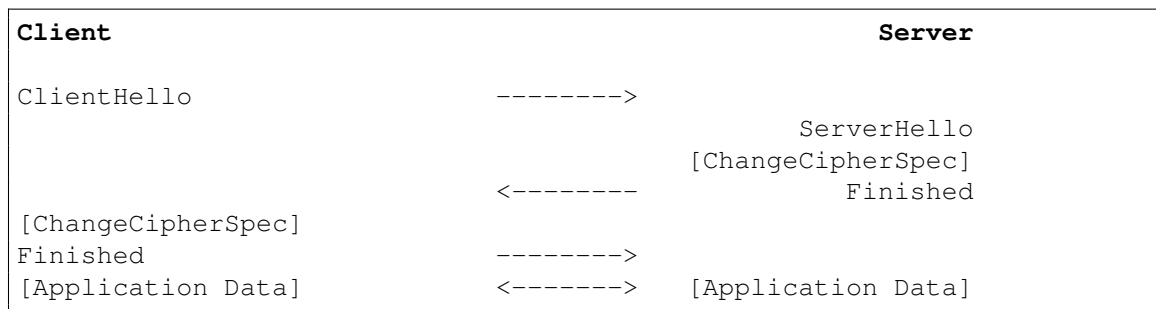 Client Server
ClientHello -------->
ServerHello
[ChangeCipherSpec]
<-------- Finished
[ChangeCipherSpec]
Finished -------->
[Application Data] <-------> [Application Data]